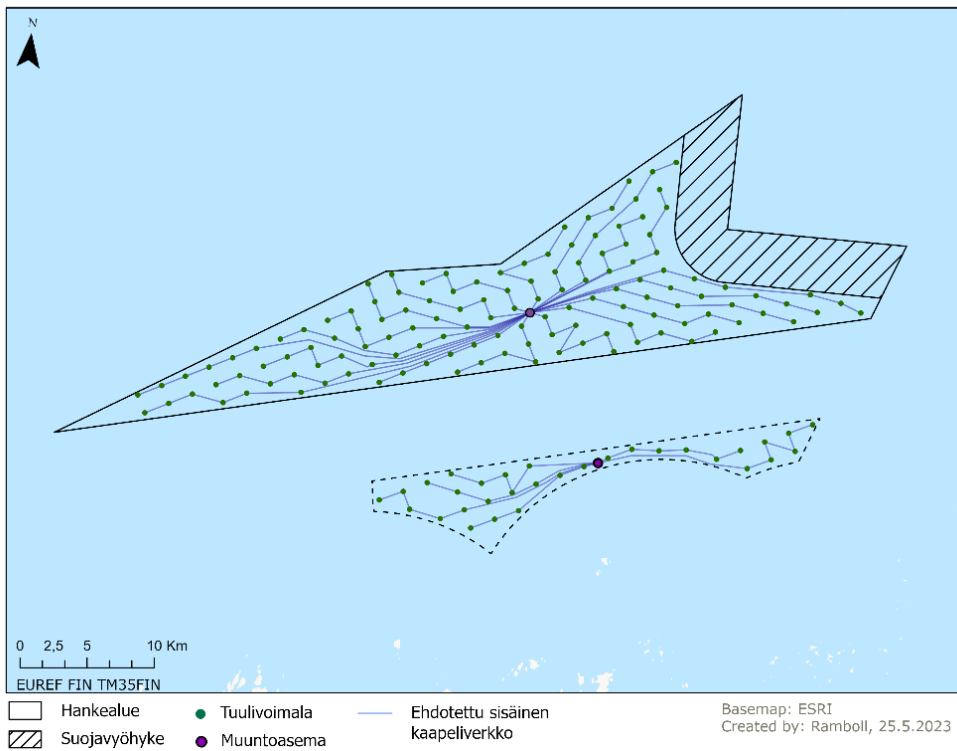 N
0 2,5 5 10 Km
EUREF FIN TM35FIN
Hankealue
Suojavyöhyke
Tuulivoimala
Muuntoasema
Ehdotettu sisäinen
kaapeliverkko
Basemap: ESRI
Created by: Ramboll, 25.5.2023